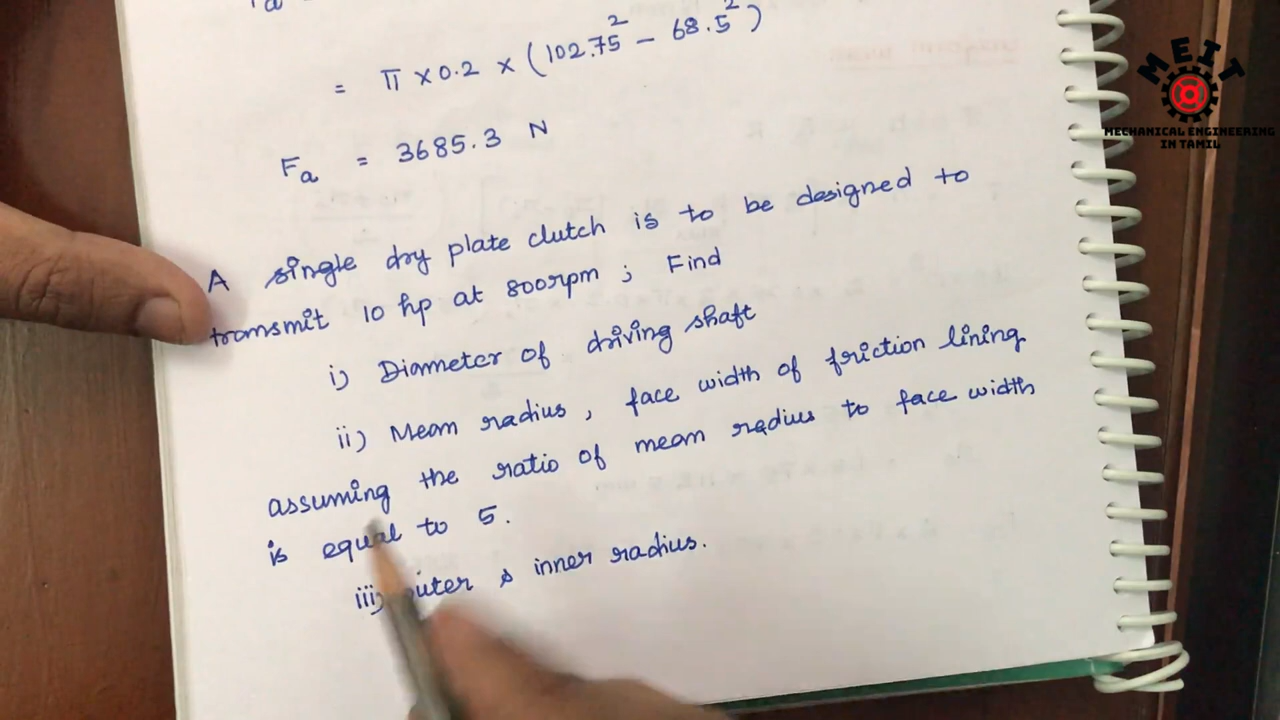 a
= π × 0.2 × (102.75² – 68.5²)
Fa = 3685.3 N
A single dry plate clutch is to be designed to
transmit 10 hp at 800rpm ; Find
i) Diameter of driving shaft
ii) Mean radius, face width of friction lining
assuming the ratio of mean radius to face width
is equal to 5.
iii) outer & inner radius.
MEIT
MECHANICAL ENGINEERING
IN TAMIL